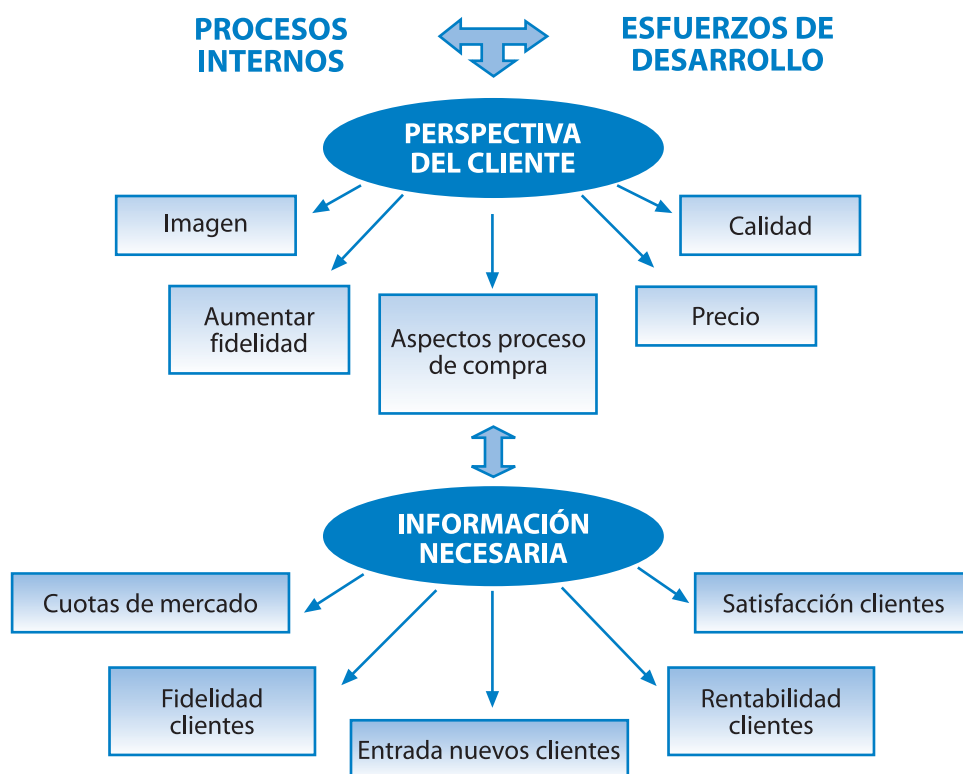 PROCESOS
INTERNOS
ESFUERZOS DE
DESARROLLO
PERSPECTIVA
DEL CLIENTE
Imagen
Calidad
Aumentar
fidelidad
Aspectos proceso
de compra
Precio
INFORMACIÓN
NECESARIA
Cuotas de mercado
Satisfacción clientes
Fidelidad
clientes
Entrada nuevos clientes
Rentabilidad
clientes